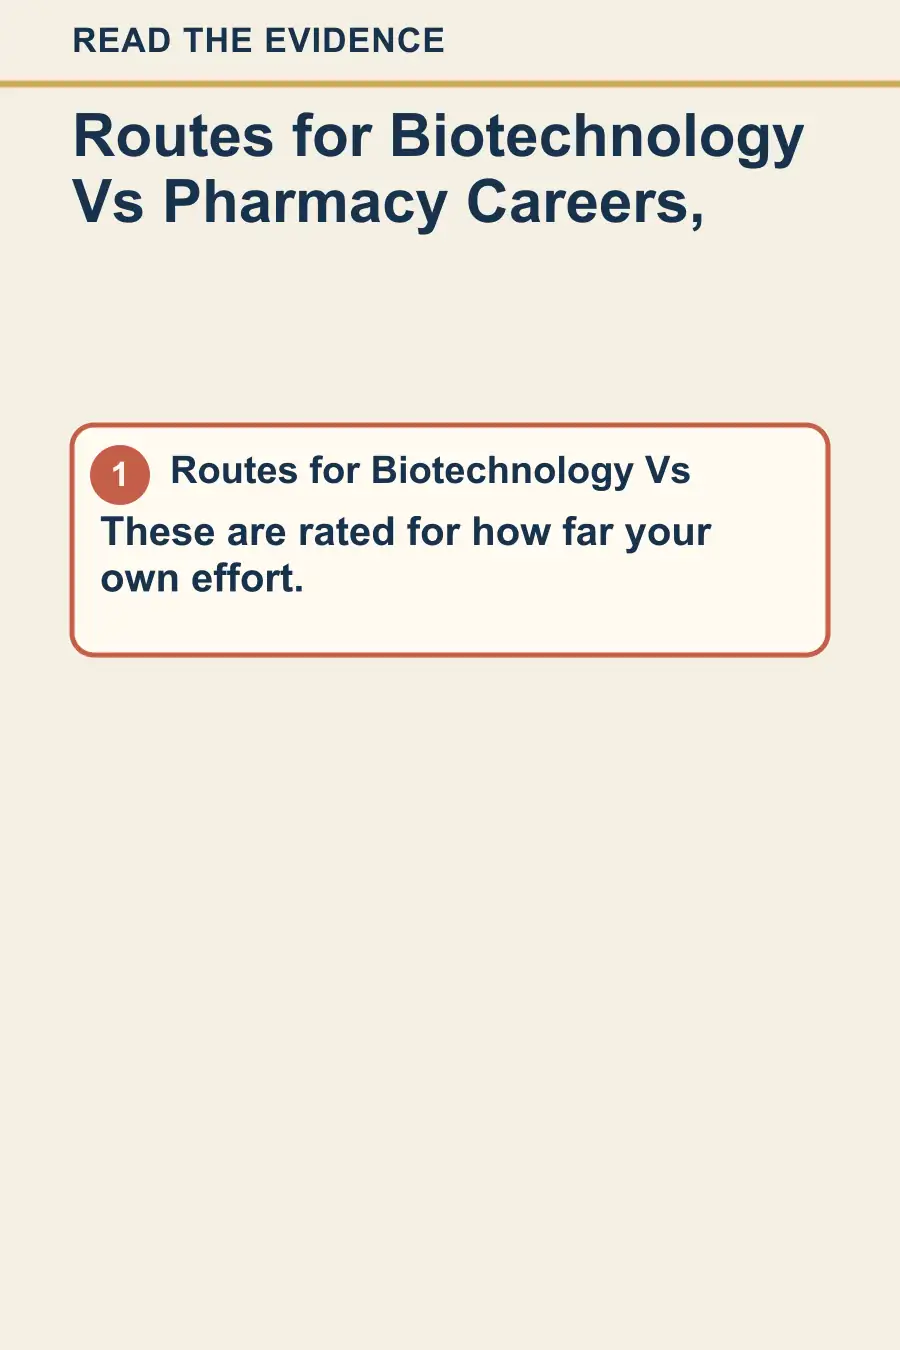 READ THE EVIDENCE
Routes for Biotechnology
Vs Pharmacy Careers,
1 Routes for Biotechnology Vs
These are rated for how far your
own effort.